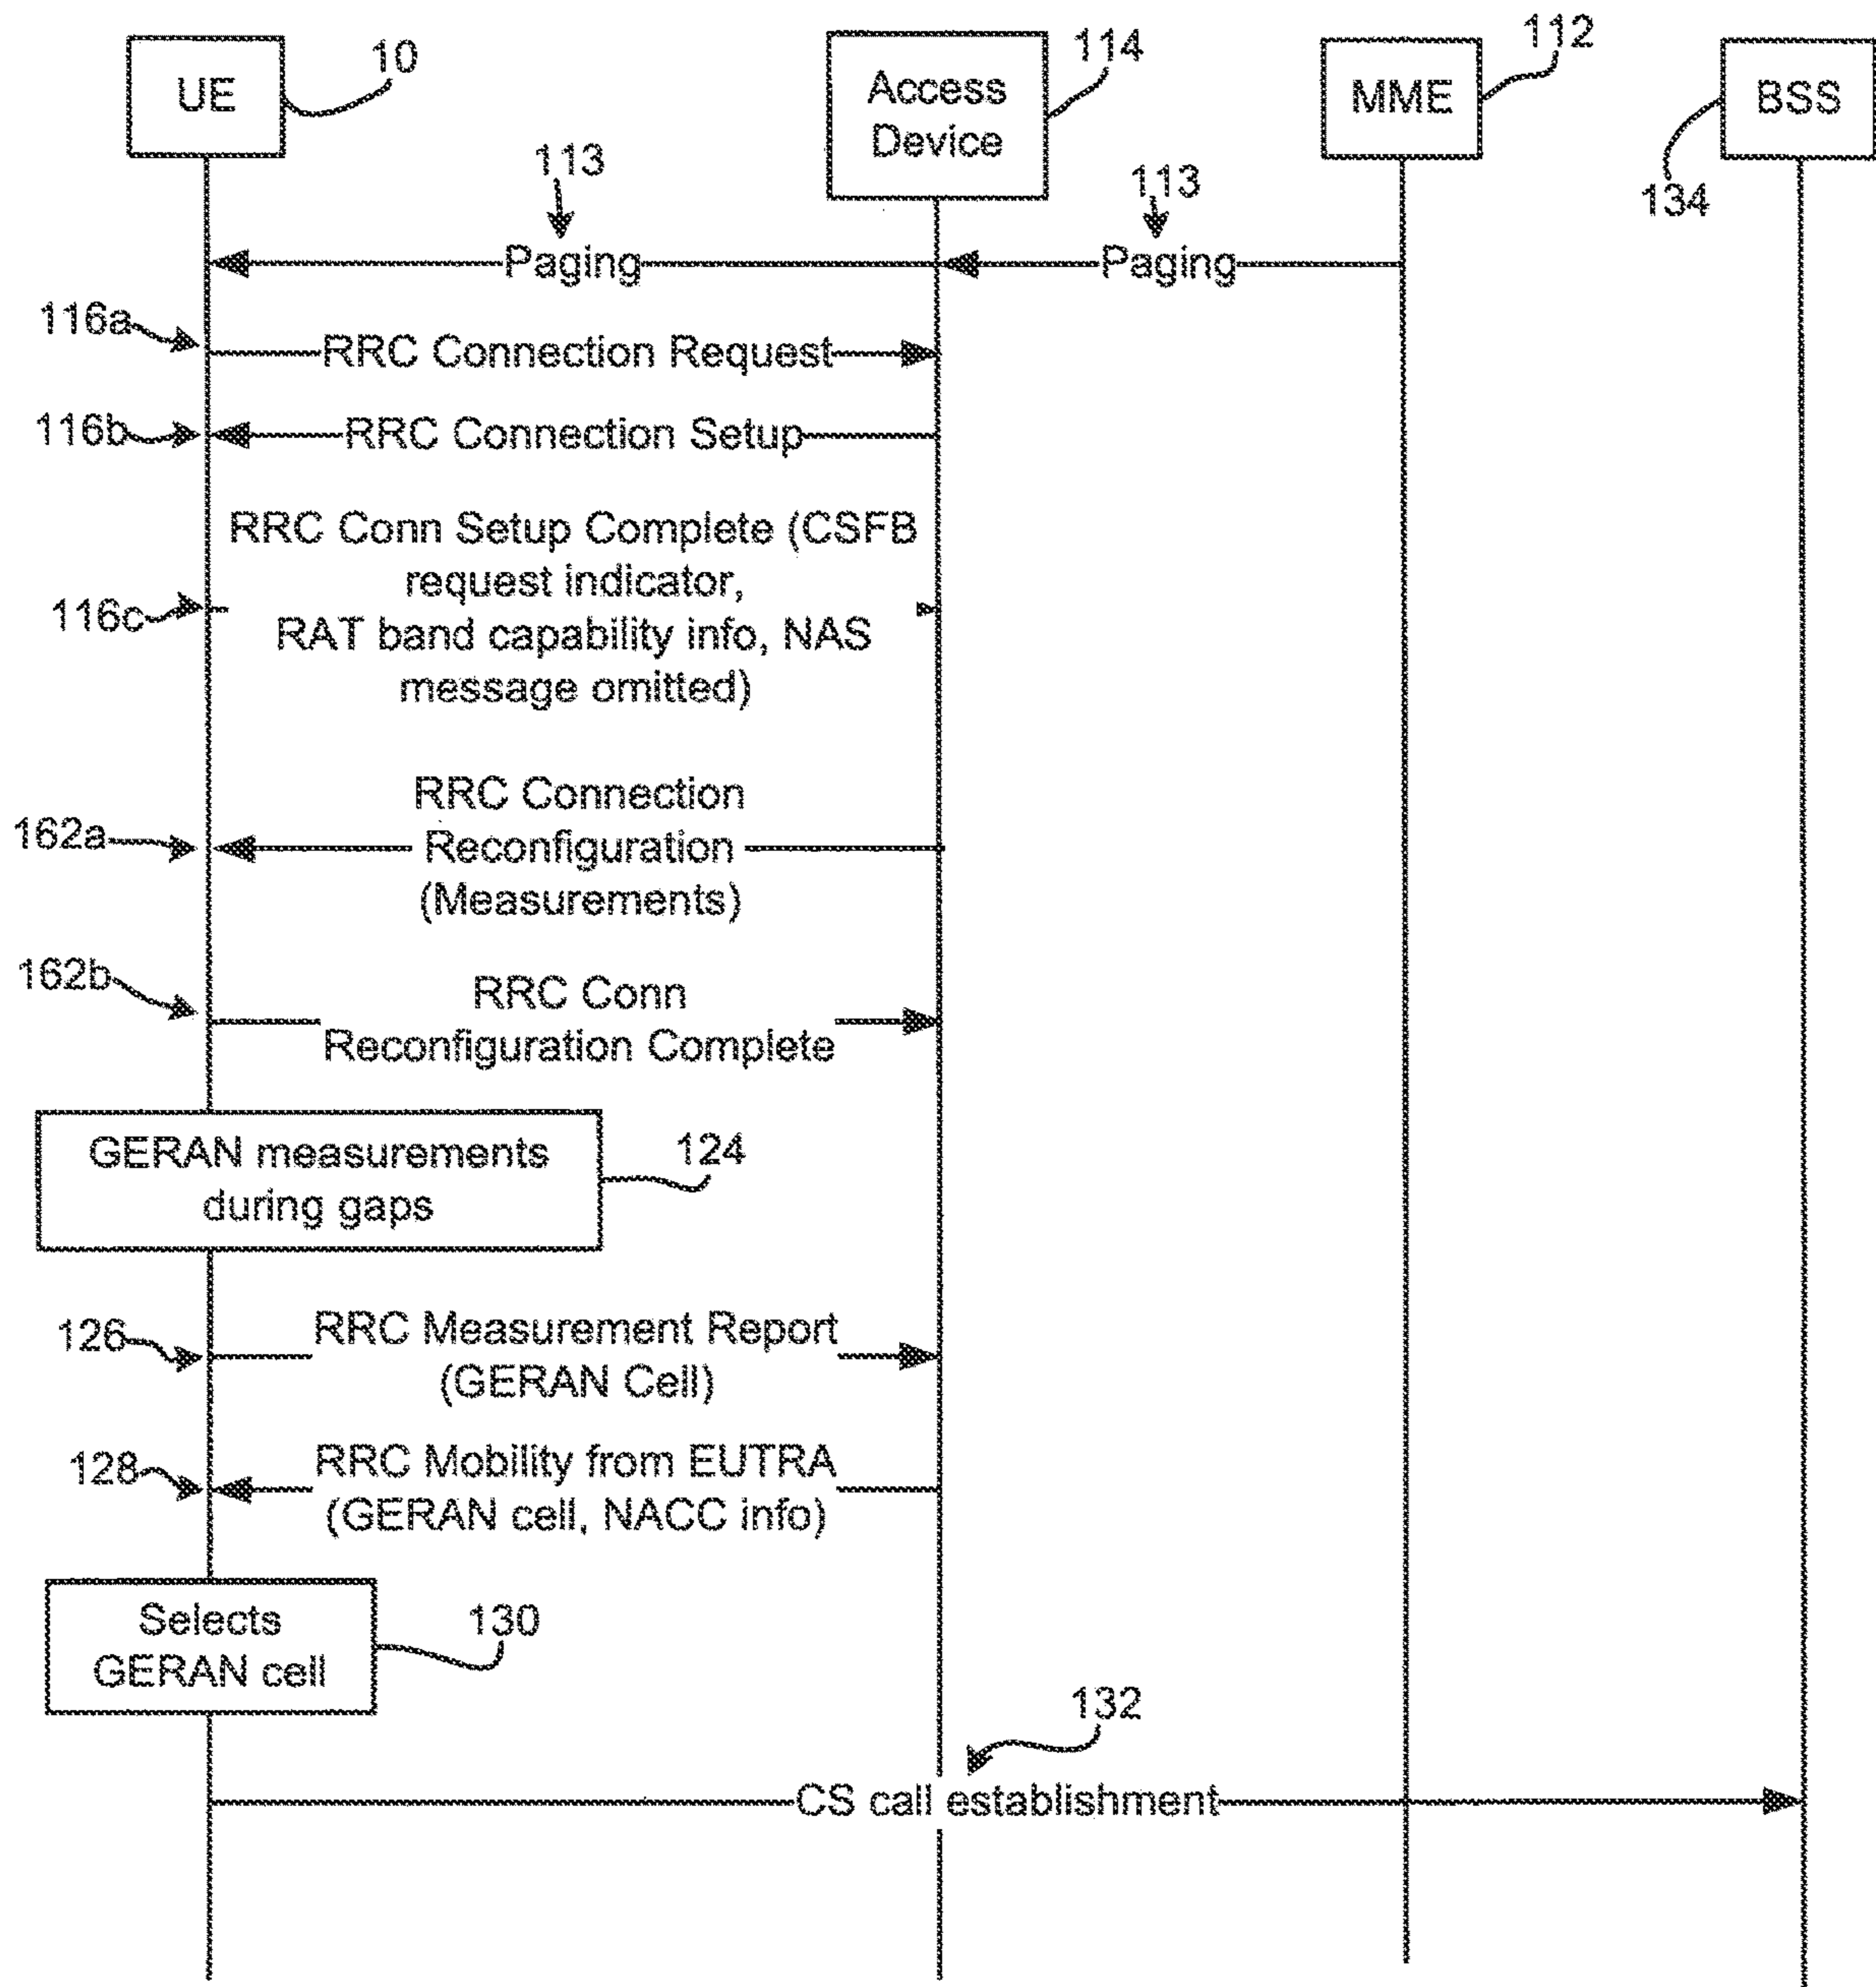 UE
10
Access
Device
114
MME
112
BSS
134
113
113
Paging
Paging
116a
RRC Connection Request
116b
RRC Connection Setup
RRC Conn Setup Complete (CSFB
request indicator,
116c
RAT band capability info, NAS
message omitted)
RRC Connection
162a
Reconfiguration
(Measurements)
162b
RRC Conn
Reconfiguration Complete
GERAN measurements
during gaps
124
126
RRC Measurement Report
(GERAN Cell)
128
RRC Mobility from EUTRA
(GERAN cell, NACC info)
Selects
GERAN cell
130
132
CS call establishment